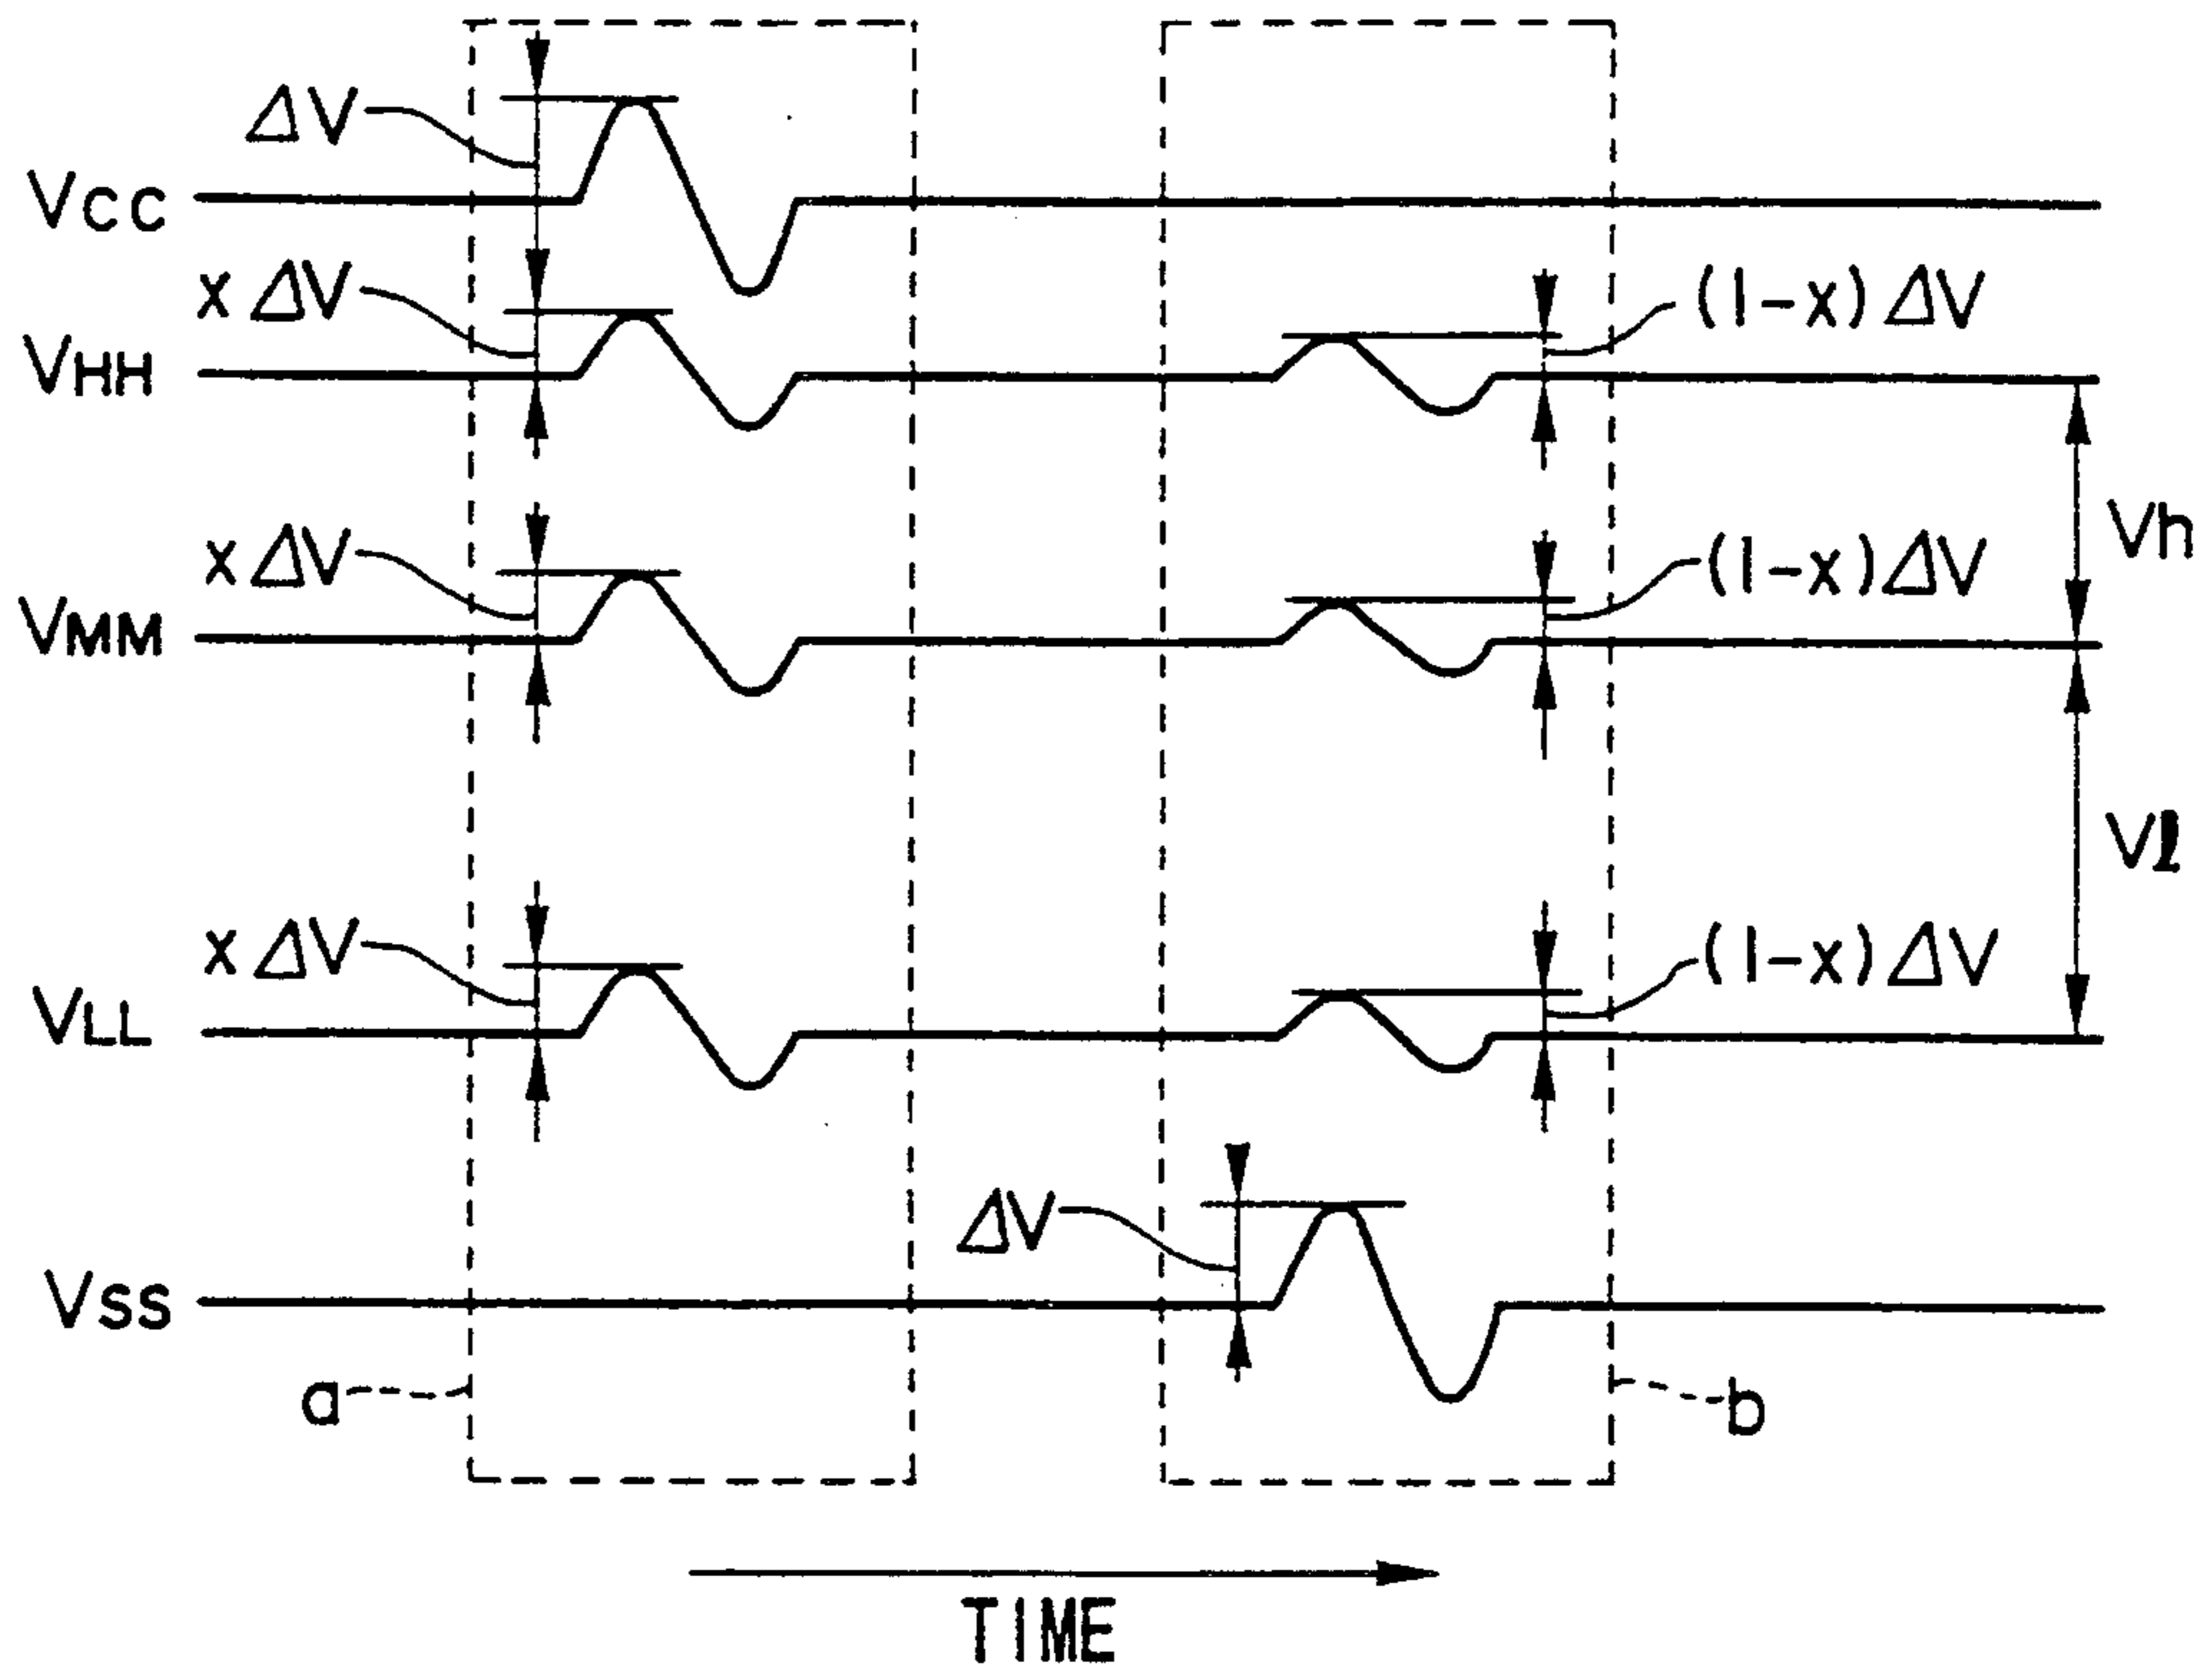 ΔV
VCC
xΔV
(1-x)ΔV
VHH
Vh
xΔV
(1-x)ΔV
VMM
Vl
xΔV
(1-x)ΔV
VLL
ΔV
VSS
a
b
TIME